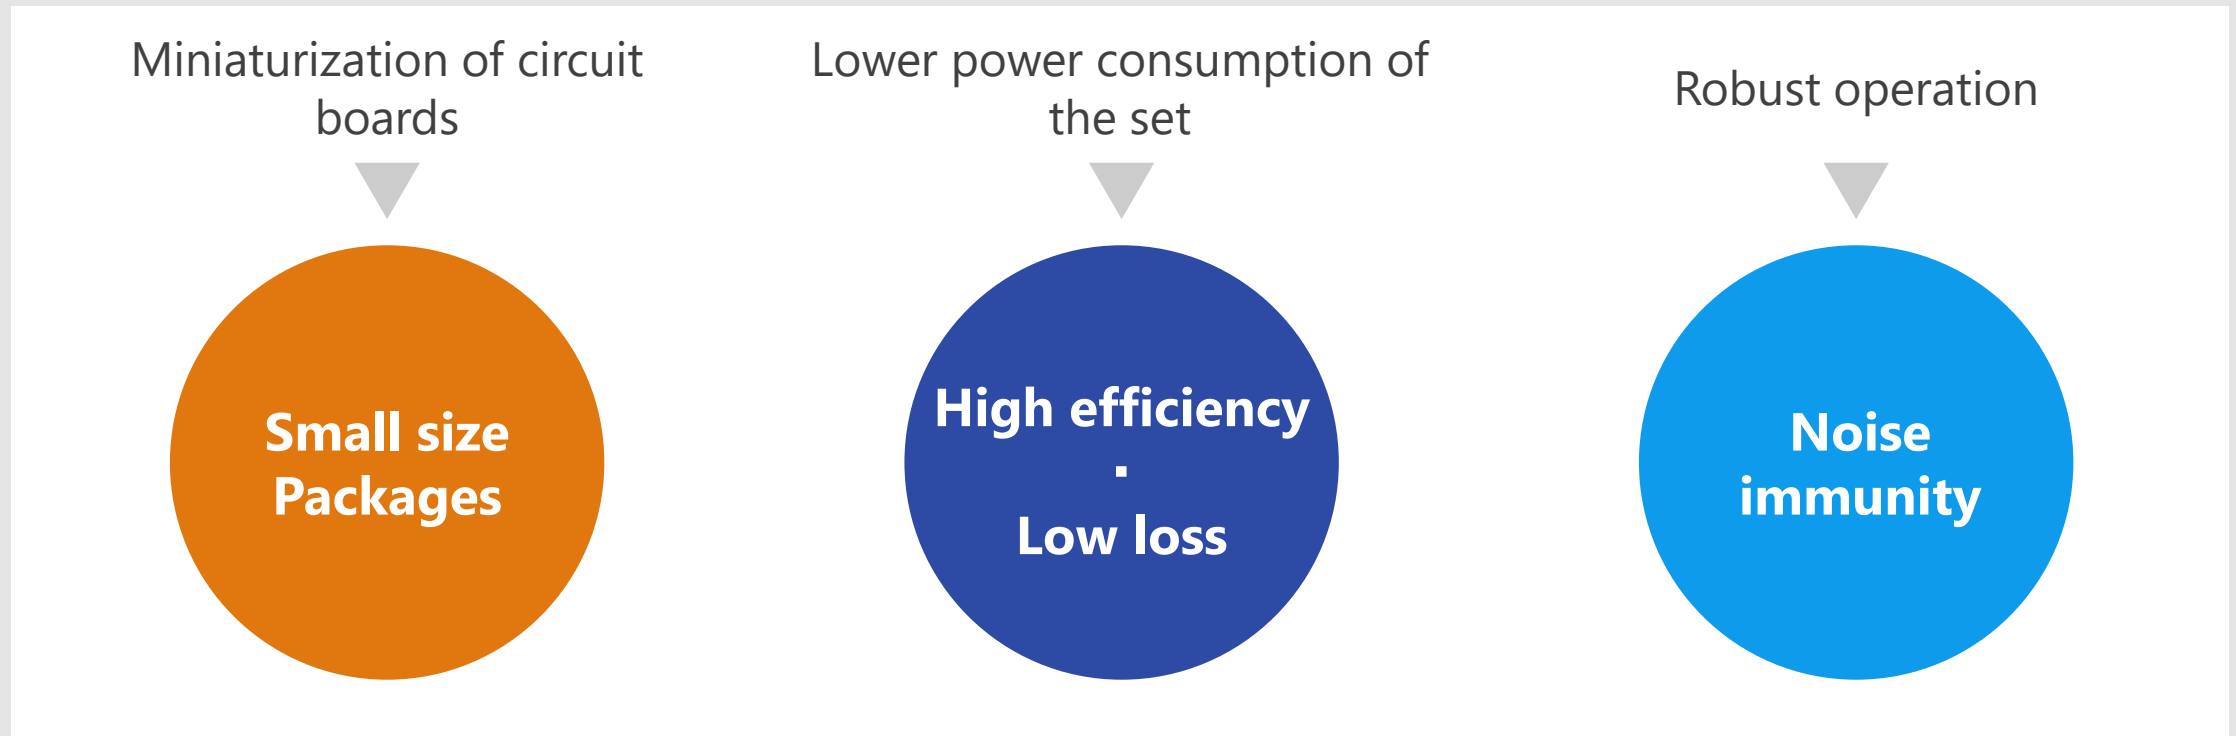 Miniaturization of circuit
boards
Lower power consumption of
the set
Robust operation
Small size
Packages
High efficiency
·
Low loss
Noise
immunity